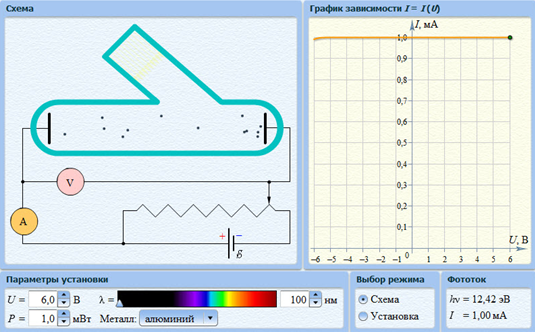 Схема
V
A
+
−
ℰ
График зависимости I = I(U)
I, мА
1,0
0,9
0,8
0,7
0,6
0,5
0,4
0,3
0,2
0,1
U, В
−6 −5 −4 −3 −2 −1 0 1 2 3 4 5 6
Параметры установки
U = 6,0 В λ = 100 нм
P = 1,0 мВт Металл: алюминий
Выбор режима
Схема
Установка
Фототок
hν = 12,42 эВ
I = 1,00 мА